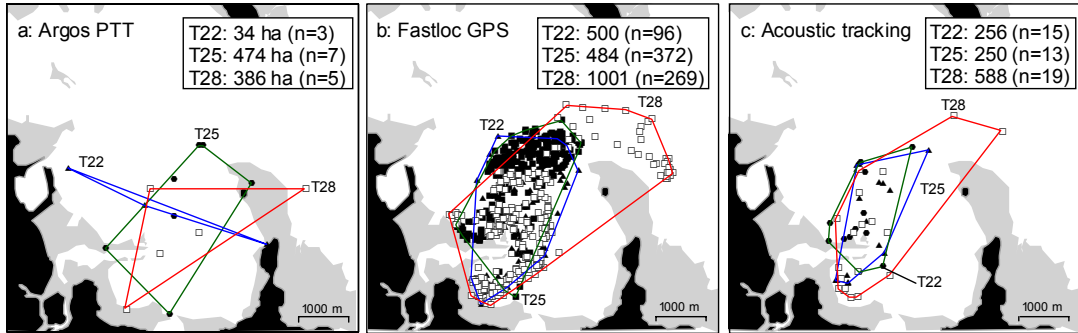 a: Argos PTT
T22: 34 ha (n=3)
T25: 474 ha (n=7)
T28: 386 ha (n=5)
T25
T22
T28
1000 m
b: Fastloc GPS
T22: 500 (n=96)
T25: 484 (n=372)
T28: 1001 (n=269)
T28
T22
T25
1000 m
c: Acoustic tracking
T22: 256 (n=15)
T25: 250 (n=13)
T28: 588 (n=19)
T28
T25
T22
1000 m